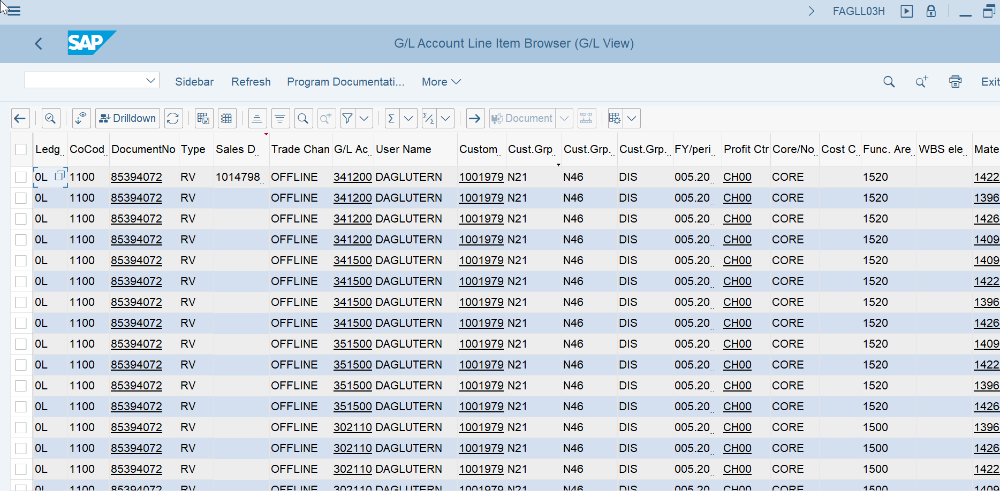 FAGLL03H
SAP
G/L Account Line Item Browser (G/L View)
Sidebar Refresh Program Documentati... More Exit
Drilldown Document
Ledg... CoCod... DocumentNo Type Sales D... Trade Chan G/L Ac... User Name Custom... Cust.Grp... Cust.Grp... Cust.Grp... FY/peri... Profit Ctr Core/No... Cost C... Func. Are... WBS ele... Mate
0L 1100 85394072 RV 1014798... OFFLINE 341200 DAGLUTERN 1001979 N21 N46 DIS 005.20... CH00 CORE 1520 1422
0L 1100 85394072 RV OFFLINE 341200 DAGLUTERN 1001979 N21 N46 DIS 005.20... CH00 CORE 1520 1396
0L 1100 85394072 RV OFFLINE 341200 DAGLUTERN 1001979 N21 N46 DIS 005.20... CH00 CORE 1520 1426
0L 1100 85394072 RV OFFLINE 341200 DAGLUTERN 1001979 N21 N46 DIS 005.20... CH00 CORE 1520 1409
0L 1100 85394072 RV OFFLINE 341500 DAGLUTERN 1001979 N21 N46 DIS 005.20... CH00 CORE 1520 1409
0L 1100 85394072 RV OFFLINE 341500 DAGLUTERN 1001979 N21 N46 DIS 005.20... CH00 CORE 1520 1422
0L 1100 85394072 RV OFFLINE 341500 DAGLUTERN 1001979 N21 N46 DIS 005.20... CH00 CORE 1520 1396
0L 1100 85394072 RV OFFLINE 341500 DAGLUTERN 1001979 N21 N46 DIS 005.20... CH00 CORE 1520 1426
0L 1100 85394072 RV OFFLINE 351500 DAGLUTERN 1001979 N21 N46 DIS 005.20... CH00 CORE 1520 1409
0L 1100 85394072 RV OFFLINE 351500 DAGLUTERN 1001979 N21 N46 DIS 005.20... CH00 CORE 1520 1422
0L 1100 85394072 RV OFFLINE 351500 DAGLUTERN 1001979 N21 N46 DIS 005.20... CH00 CORE 1520 1396
0L 1100 85394072 RV OFFLINE 351500 DAGLUTERN 1001979 N21 N46 DIS 005.20... CH00 CORE 1520 1426
0L 1100 85394072 RV OFFLINE 302110 DAGLUTERN 1001979 N21 N46 DIS 005.20... CH00 CORE 1500 1396
0L 1100 85394072 RV OFFLINE 302110 DAGLUTERN 1001979 N21 N46 DIS 005.20... CH00 CORE 1500 1426
0L 1100 85394072 RV OFFLINE 302110 DAGLUTERN 1001979 N21 N46 DIS 005.20... CH00 CORE 1500 1422
0L 1100 85394072 RV OFFLINE 302110 DAGLUTERN 1001979 N21 N46 DIS 005.20 CH00 CORE 1500 1409